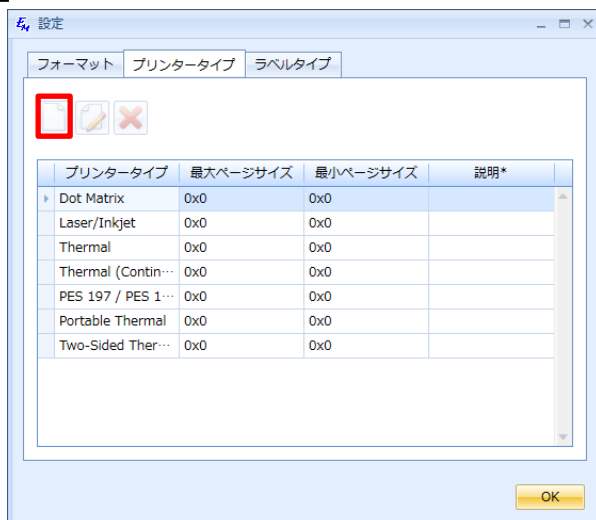 EM 設定
フォーマット プリンタータイプ ラベルタイプ
プリンタータイプ 最大ページサイズ 最小ページサイズ 説明*
Dot Matrix 0x0 0x0
Laser/Inkjet 0x0 0x0
Thermal 0x0 0x0
Thermal (Contin… 0x0 0x0
PES 197 / PES 1… 0x0 0x0
Portable Thermal 0x0 0x0
Two-Sided Ther… 0x0 0x0
OK